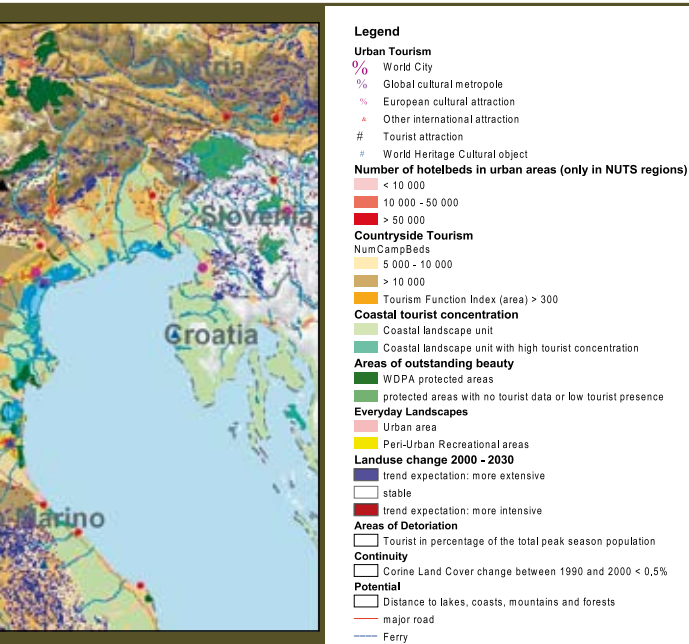 Austria
Slovenia
Croatia
Marino
Legend
Urban Tourism
% World City
% Global cultural metropole
% European cultural attraction
& Other international attraction
# Tourist attraction
# World Heritage Cultural object
Number of hotelbeds in urban areas (only in NUTS regions)
< 10 000
10 000 - 50 000
> 50 000
Countryside Tourism
NumCampBeds
5 000 - 10 000
> 10 000
Tourism Function Index (area) > 300
Coastal tourist concentration
Coastal landscape unit
Coastal landscape unit with high tourist concentration
Areas of outstanding beauty
WDPA protected areas
protected areas with no tourist data or low tourist presence
Everyday Landscapes
Urban area
Peri-Urban Recreational areas
Landuse change 2000 - 2030
trend expectation: more extensive
stable
trend expectation: more intensive
Areas of Detoriation
Tourist in percentage of the total peak season population
Continuity
Corine Land Cover change between 1990 and 2000 < 0,5%
Potential
Distance to lakes, coasts, mountains and forests
major road
Ferry